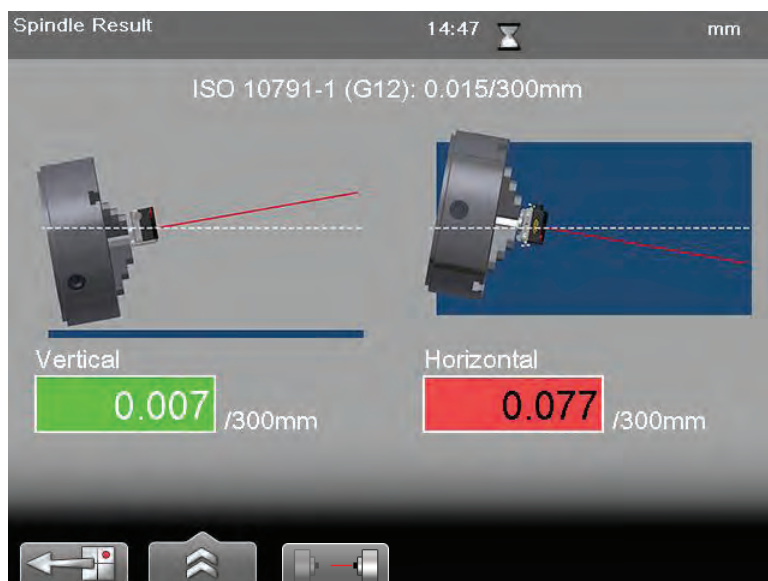 Spindle Result 14:47 mm
ISO 10791-1 (G12): 0.015/300mm
Vertical Horizontal
0.007 /300mm 0.077 /300mm